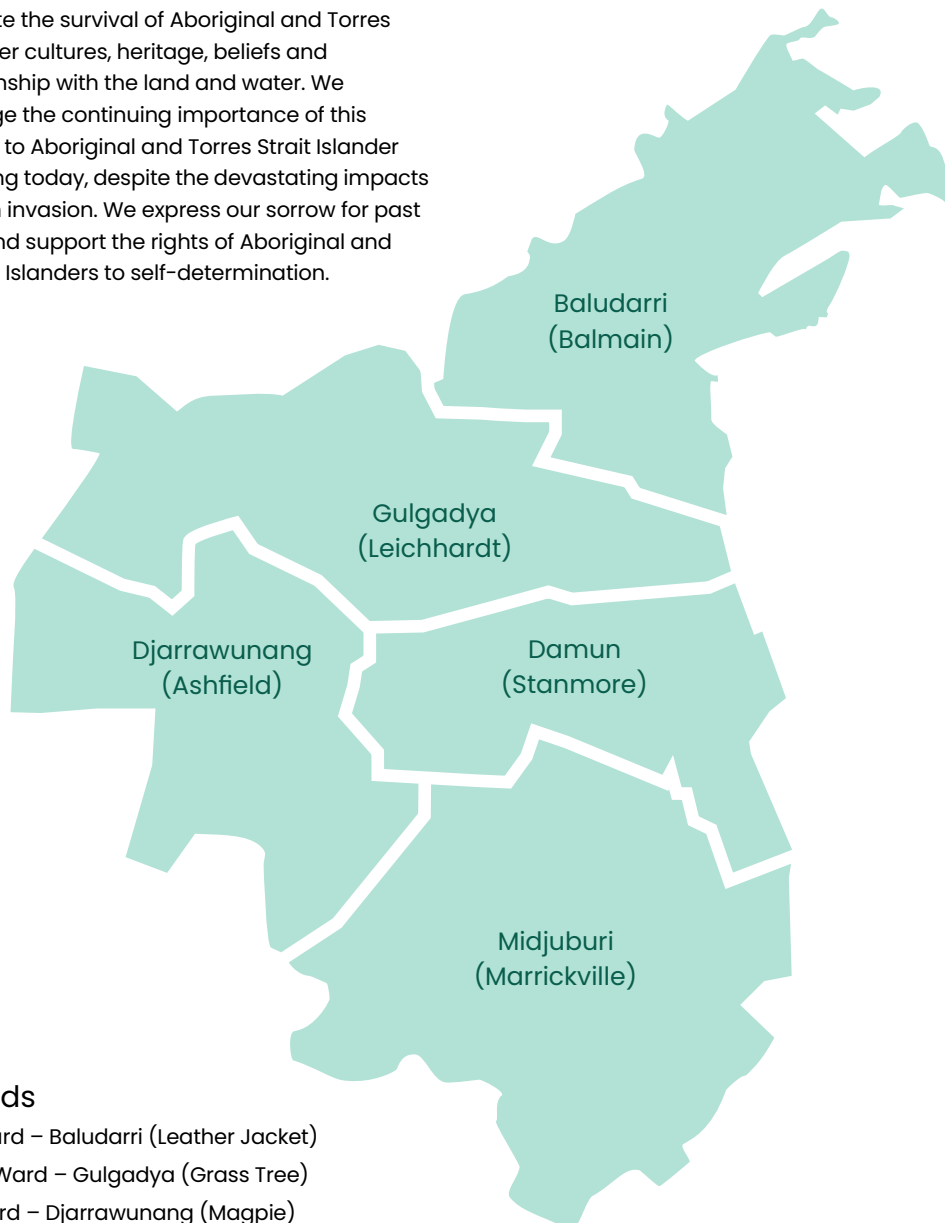 te the survival of Aboriginal and Torres
er cultures, heritage, beliefs and
nship with the land and water. We
ge the continuing importance of this
to Aboriginal and Torres Strait Islander
ng today, despite the devastating impacts
invasion. We express our sorrow for past
nd support the rights of Aboriginal and
Islanders to self-determination.
Baludarri
(Balmain)
Gulgadya
(Leichhardt)
Djarrawunang
(Ashfield)
Damun
(Stanmore)
Midjuburi
(Marrickville)
ds
ard – Baludarri (Leather Jacket)
Ward – Gulgadya (Grass Tree)
rd – Djarrawunang (Magpie)